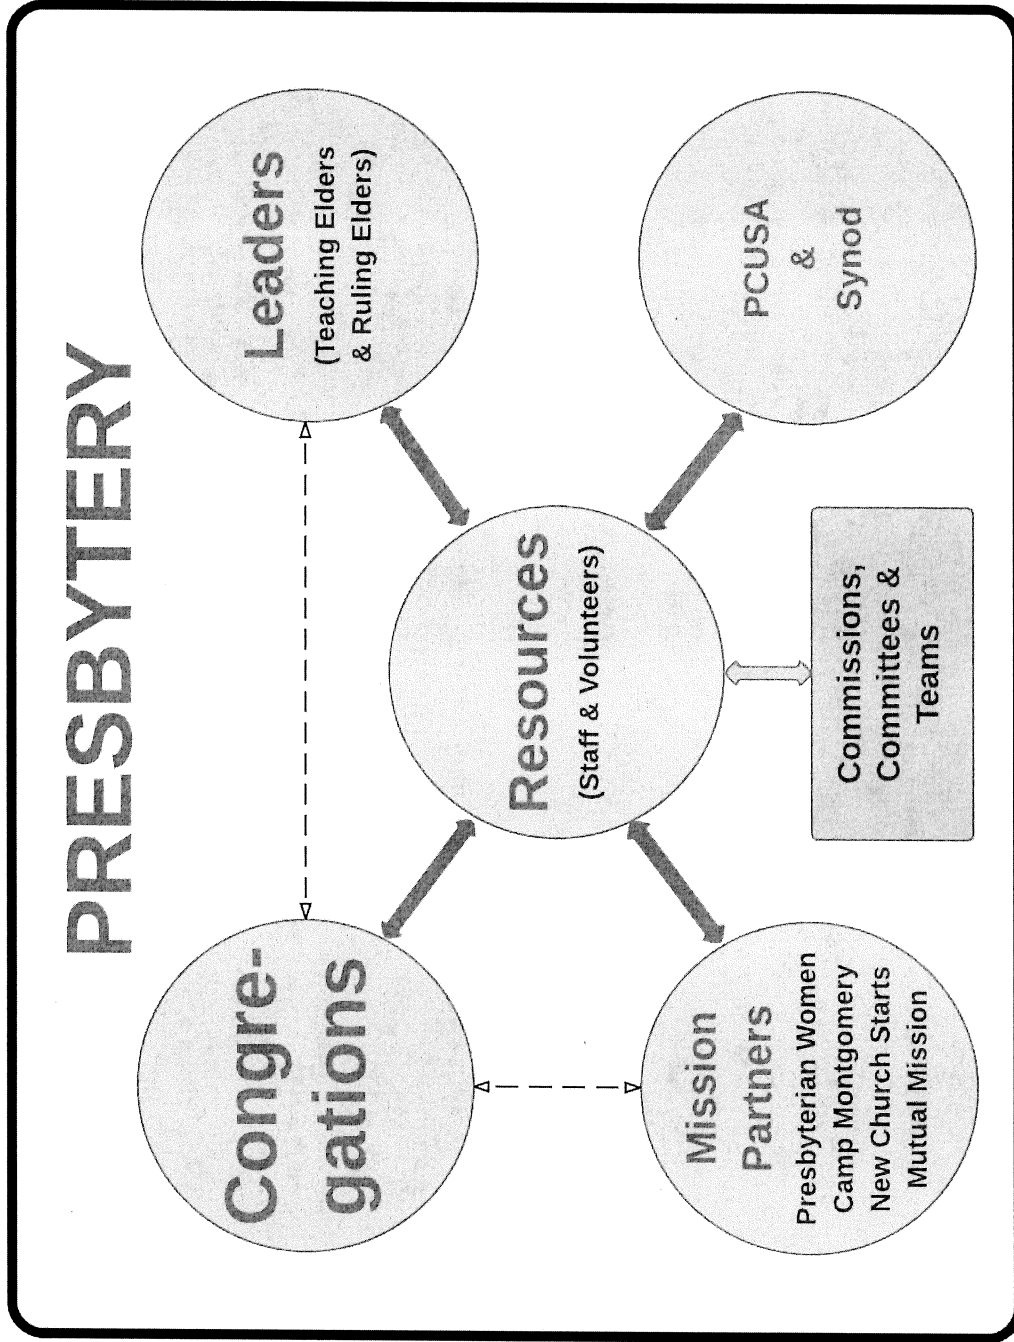 PRESBYTERY
Congre-
gations
Leaders
(Teaching Elders
& Ruling Elders)
Resources
(Staff & Volunteers)
Mission
Partners
Presbyterian Women
Camp Montgomery
New Church Starts
Mutual Mission
Commissions,
Committees &
Teams
PCUSA
&
Synod